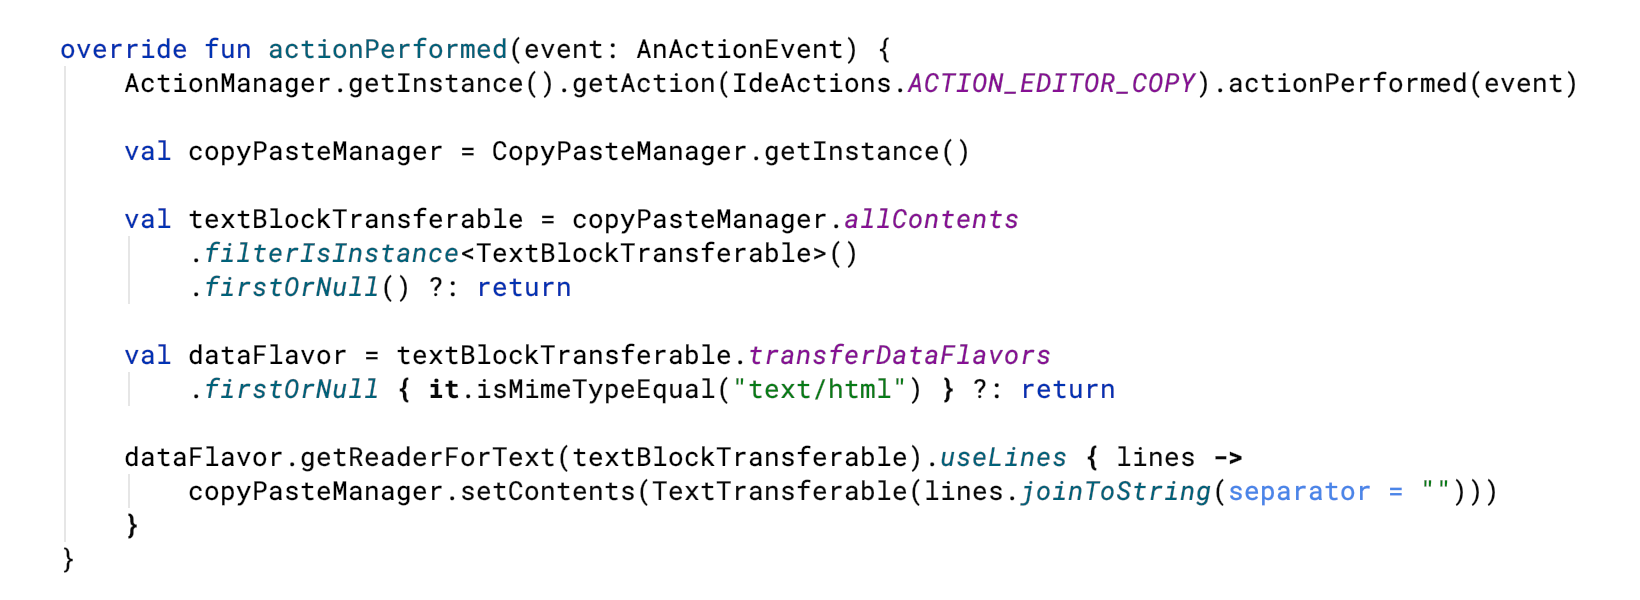 override fun actionPerformed(event: AnActionEvent) {
    ActionManager.getInstance().getAction(IdeActions.ACTION_EDITOR_COPY).actionPerformed(event)

    val copyPasteManager = CopyPasteManager.getInstance()

    val textBlockTransferable = copyPasteManager.allContents
        .filterIsInstance<TextBlockTransferable>()
        .firstOrNull() ?: return

    val dataFlavor = textBlockTransferable.transferDataFlavors
        .firstOrNull { it.isMimeTypeEqual("text/html") } ?: return

    dataFlavor.getReaderForText(textBlockTransferable).useLines { lines ->
        copyPasteManager.setContents(TextTransferable(lines.joinToString(separator = "")))
    }
}